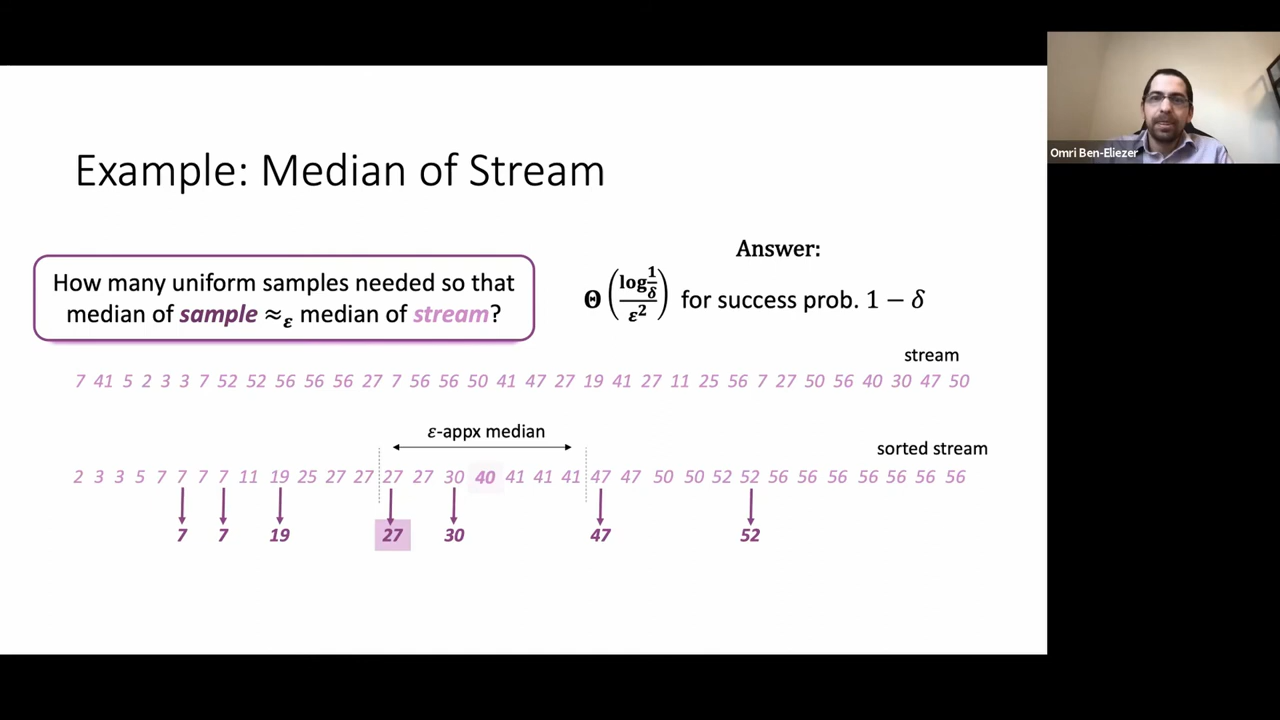 Example: Median of Stream
Omri Ben-Eliezer
How many uniform samples needed so that
median of sample ≈ε median of stream?
Answer:
Θ(log 1/δ / ε²) for success prob. 1 − δ
stream
7 41 5 2 3 3 7 52 52 56 56 56 27 7 56 56 50 41 47 27 19 41 27 11 25 56 7 27 50 56 40 30 47 50
ε-appx median
sorted stream
2 3 3 5 7 7 7 7 11 19 25 27 27 27 27 30 40 41 41 41 47 47 50 50 52 52 56 56 56 56 56 56 56
7 7 19 27 30 47 52